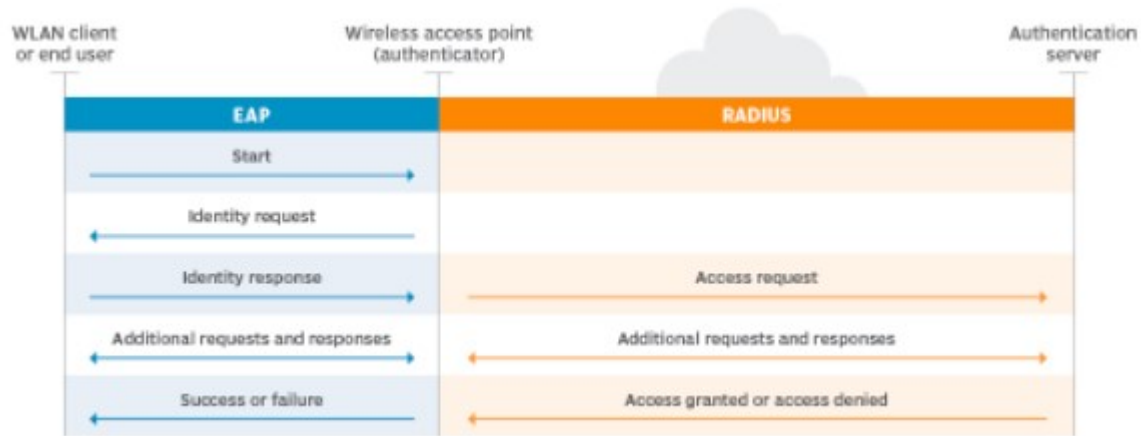 WLAN client
or end user
Wireless access point
(authenticator)
Authentication
server
EAP
RADIUS
Start
Identity request
Identity response
Access request
Additional requests and responses
Additional requests and responses
Success or failure
Access granted or access denied